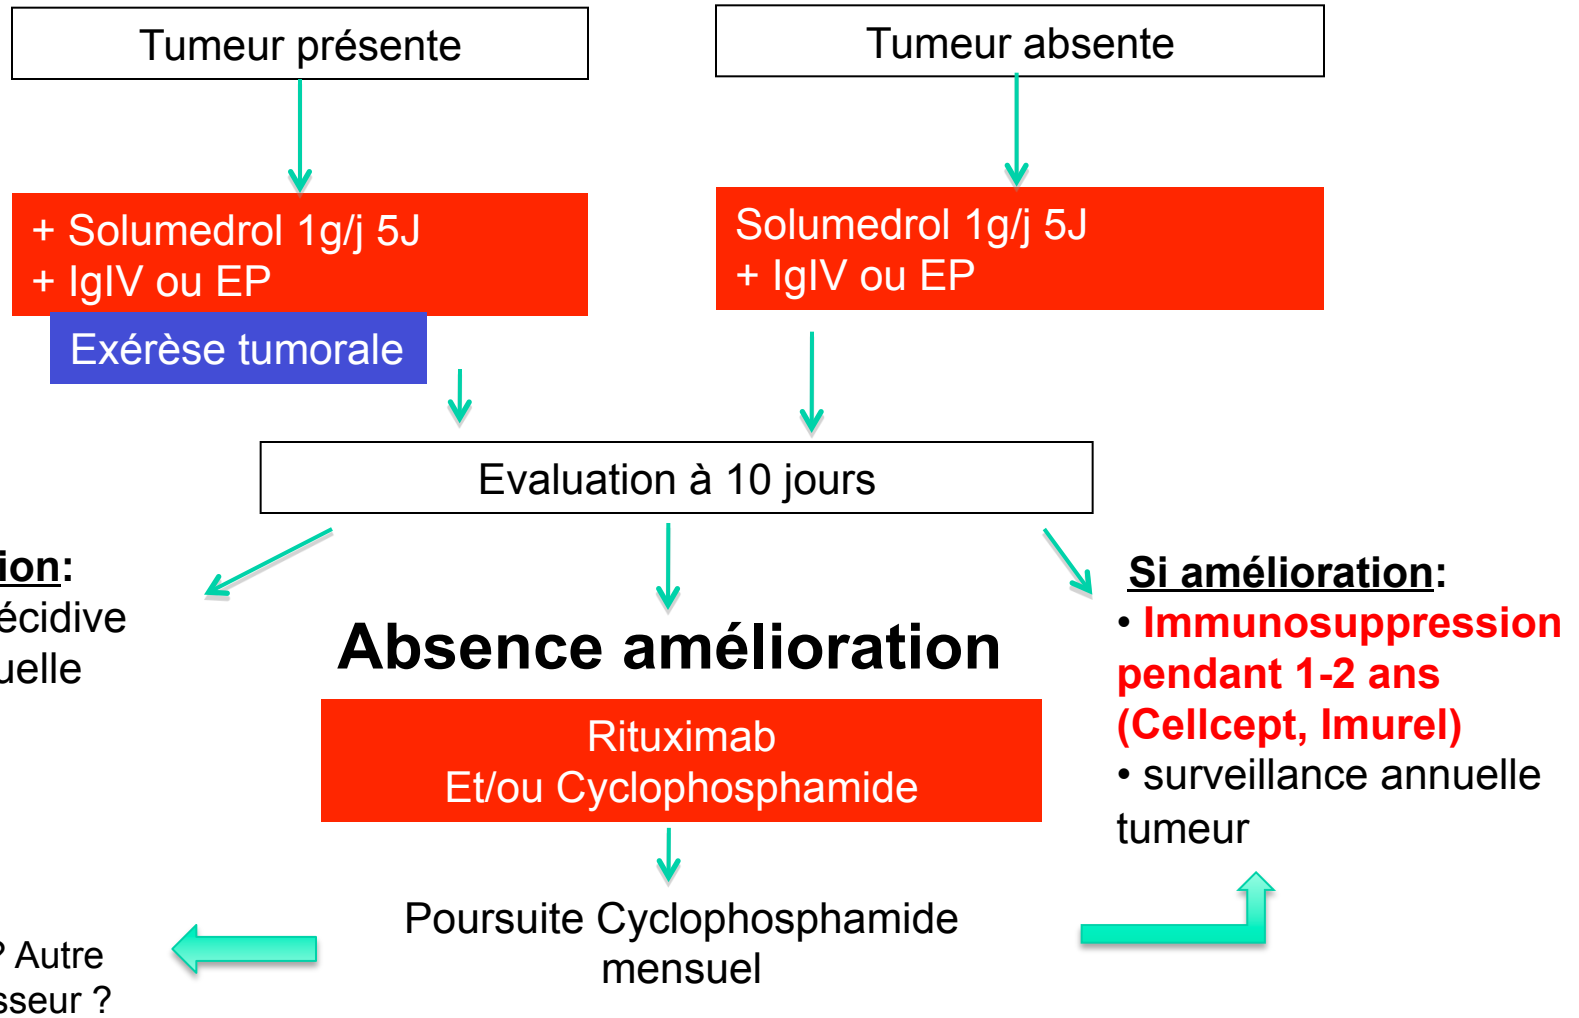 Tumeur présente
Tumeur absente
+ Solumedrol 1g/j 5J
+ IgIV ou EP
Exérèse tumorale
Solumedrol 1g/j 5J
+ IgIV ou EP
Evaluation à 10 jours
ion:
écidive
uelle
Absence amélioration
Rituximab
Et/ou Cyclophosphamide
Poursuite Cyclophosphamide
mensuel
Si amélioration:
• Immunosuppression
pendant 1-2 ans
(Cellcept, Imurel)
• surveillance annuelle
tumeur
? Autre
sseur ?